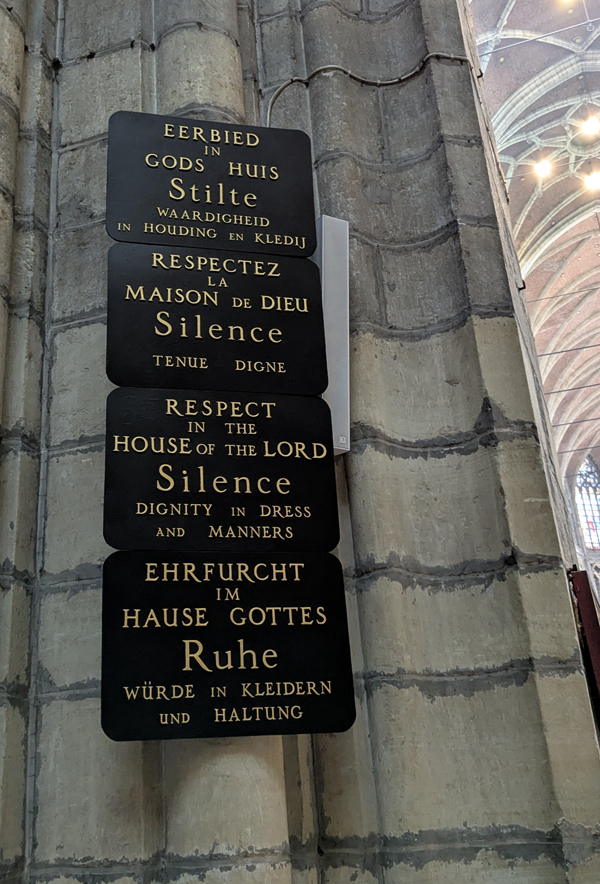 EERBIED
IN
GODS HUIS
Stilte
WAARDIGHEID
IN HOUDING EN KLEDIJ
RESPECTEZ
LA
MAISON DE DIEU
Silence
TENUE DIGNE
RESPECT
IN THE
HOUSE OF THE LORD
Silence
DIGNITY IN DRESS
AND MANNERS
EHRFURCHT
IM
HAUSE GOTTES
Ruhe
WÜRDE IN KLEIDERN
UND HALTUNG